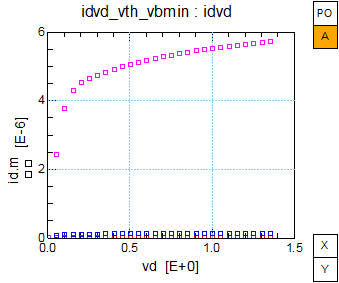 idvd_vth_vbmin : idvd
PO
A
6
4
2
0
id.m [E-6]
0.0
0.5
1.0
1.5
vd [E+0]
X
Y